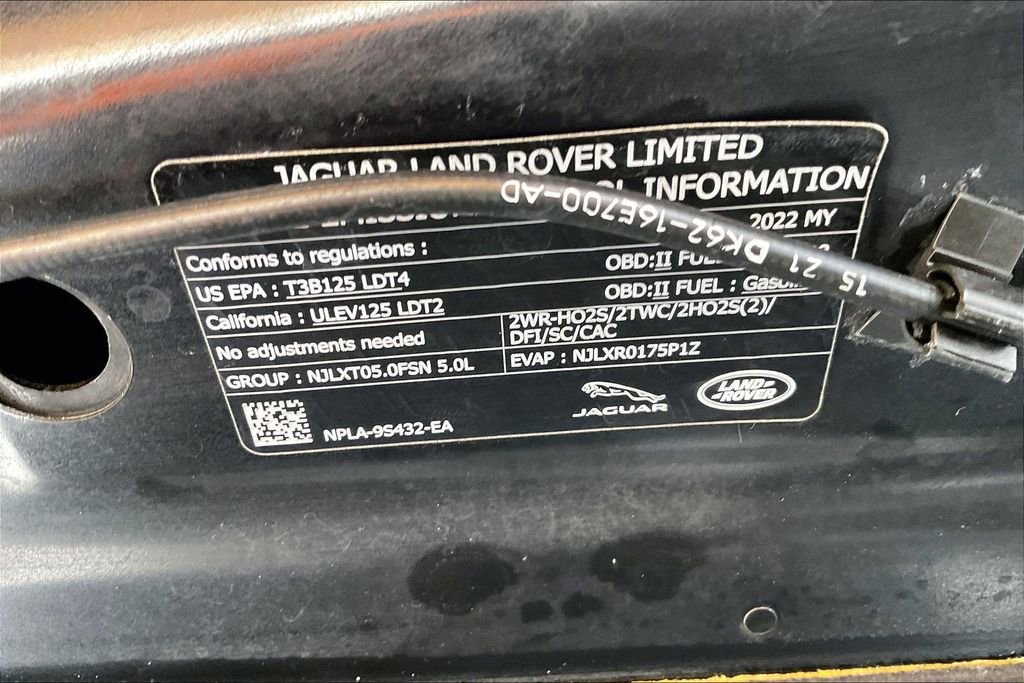 JAGUAR LAND ROVER LIMITED
INFORMATION
2022 MY
Conforms to regulations :
US EPA : T3B125 LDT4
OBD:II
California : ULEV125 LDT2
OBD:II FUEL :
No adjustments needed
2WR-HO2S/2TWC/2HO2S(2)/
DFI/SC/CAC
GROUP : NJLXT05.0FSN 5.0L
EVAP : NJLXR0175P1Z
NPLA-9S432-EA
JAGUAR
LAND-
-ROVER
15 21 DK62-16E700-AD